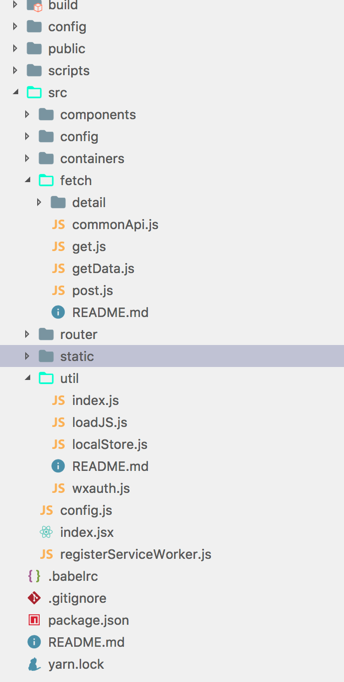 build
config
public
scripts
src
components
config
containers
fetch
detail
JS commonApi.js
JS get.js
JS getData.js
JS post.js
README.md
router
static
util
JS index.js
JS loadJS.js
JS localStore.js
README.md
JS wxauth.js
JS config.js
index.jsx
JS registerServiceWorker.js
{ } .babelrc
.gitignore
package.json
README.md
yarn.lock